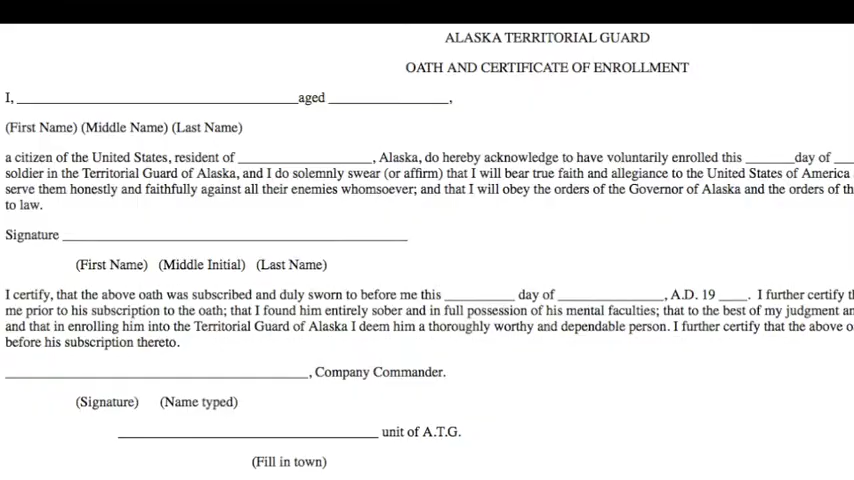 ALASKA TERRITORIAL GUARD
OATH AND CERTIFICATE OF ENROLLMENT
I, ______________________________aged ______________,
(First Name) (Middle Name) (Last Name)
a citizen of the United States, resident of ________________, Alaska, do hereby acknowledge to have voluntarily enrolled this ______day of ___
soldier in the Territorial Guard of Alaska, and I do solemnly swear (or affirm) that I will bear true faith and allegiance to the United States of America
serve them honestly and faithfully against all their enemies whomsoever; and that I will obey the orders of the Governor of Alaska and the orders of th
to law.
Signature ________________________________________
(First Name) (Middle Initial) (Last Name)
I certify, that the above oath was subscribed and duly sworn to before me this ________ day of ____________, A.D. 19 ___. I further certify t
me prior to his subscription to the oath; that I found him entirely sober and in full possession of his mental faculties; that to the best of my judgment an
and that in enrolling him into the Territorial Guard of Alaska I deem him a thoroughly worthy and dependable person. I further certify that the above o
before his subscription thereto.
___________________________________, Company Commander.
(Signature) (Name typed)
______________________________ unit of A.T.G.
(Fill in town)